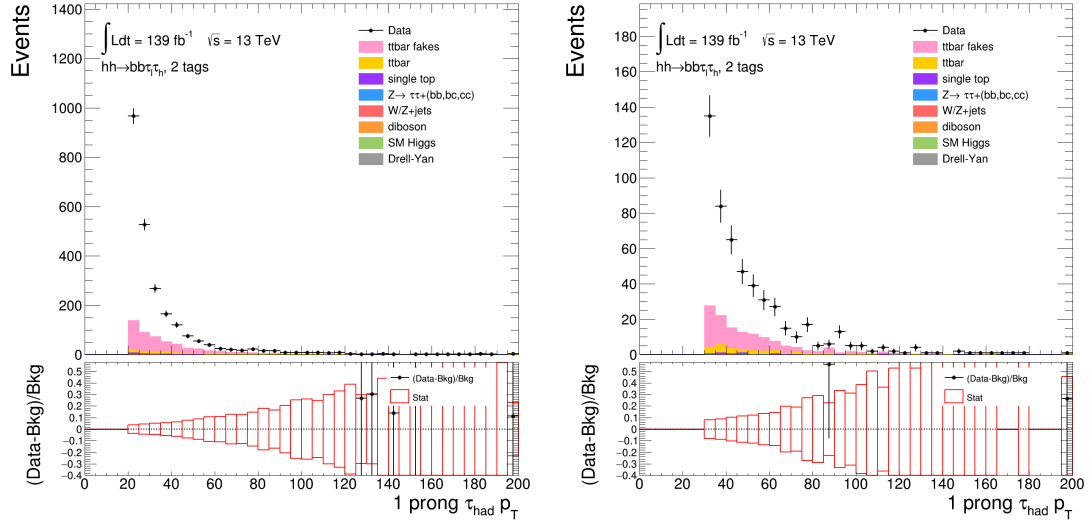 Events
1400
1200
1000
800
600
400
200
0
∫Ldt = 139 fb⁻¹ √s = 13 TeV
hh→bbτₗτₕ, 2 tags
Data
ttbar fakes
ttbar
single top
Z→ ττ+(bb,bc,cc)
W/Z+jets
diboson
SM Higgs
Drell-Yan
(Data-Bkg)/Bkg
0.5
0.4
0.3
0.2
0.1
0
−0.1
−0.2
−0.3
−0.4
(Data-Bkg)/Bkg
Stat
0 20 40 60 80 100 120 140 160 180 200
1 prong τhad pT
Events
180
160
140
120
100
80
60
40
20
0
∫Ldt = 139 fb⁻¹ √s = 13 TeV
hh→bbτₗτₕ, 2 tags
Data
ttbar fakes
ttbar
single top
Z→ ττ+(bb,bc,cc)
W/Z+jets
diboson
SM Higgs
Drell-Yan
(Data-Bkg)/Bkg
0.5
0.4
0.3
0.2
0.1
0
−0.1
−0.2
−0.3
−0.4
(Data-Bkg)/Bkg
Stat
0 20 40 60 80 100 120 140 160 180 200
1 prong τhad pT